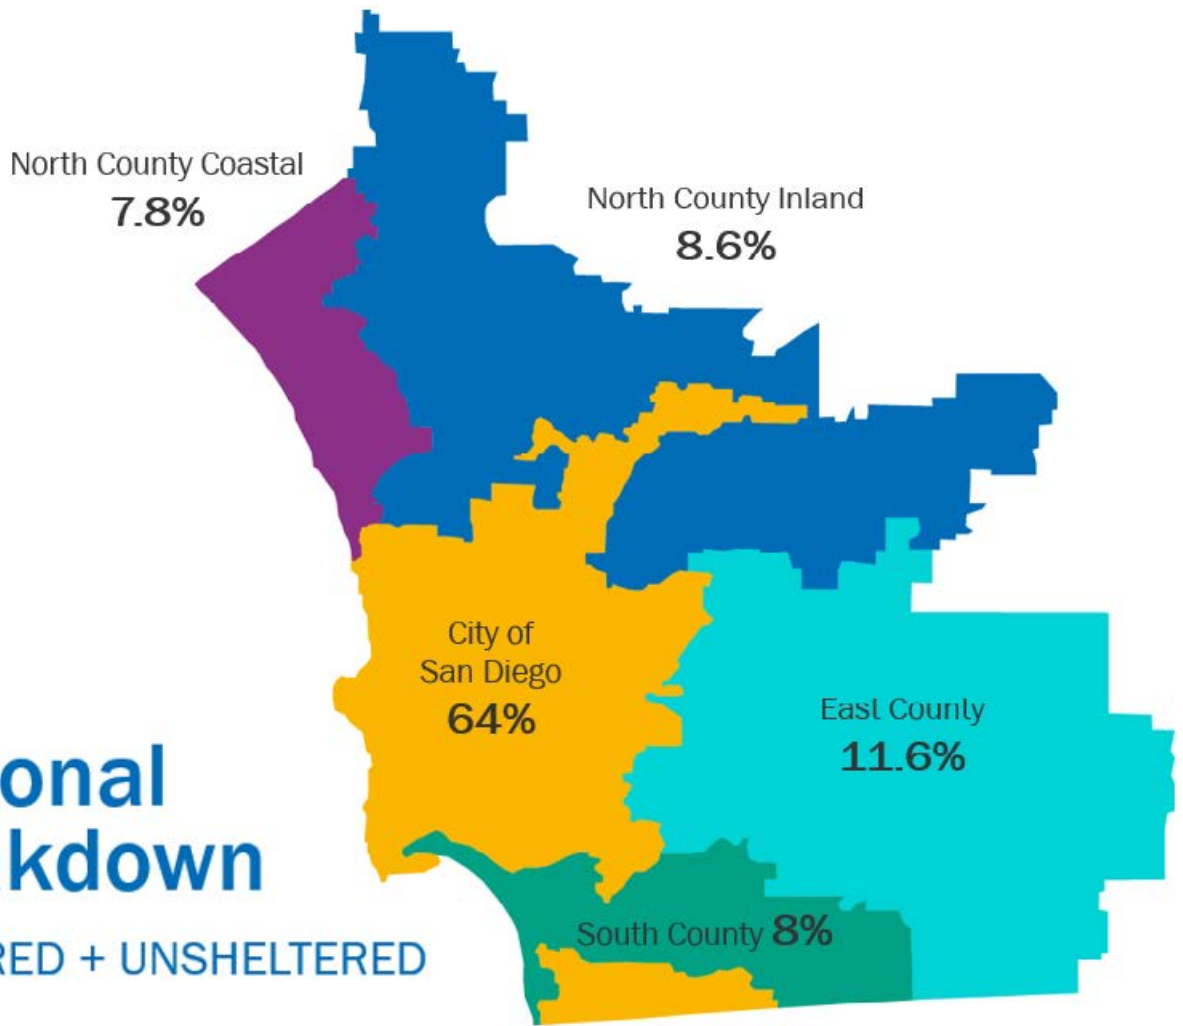 North County Coastal
7.8%
North County Inland
8.6%
City of
San Diego
64%
East County
11.6%
South County 8%
onal
kdown
RED + UNSHELTERED